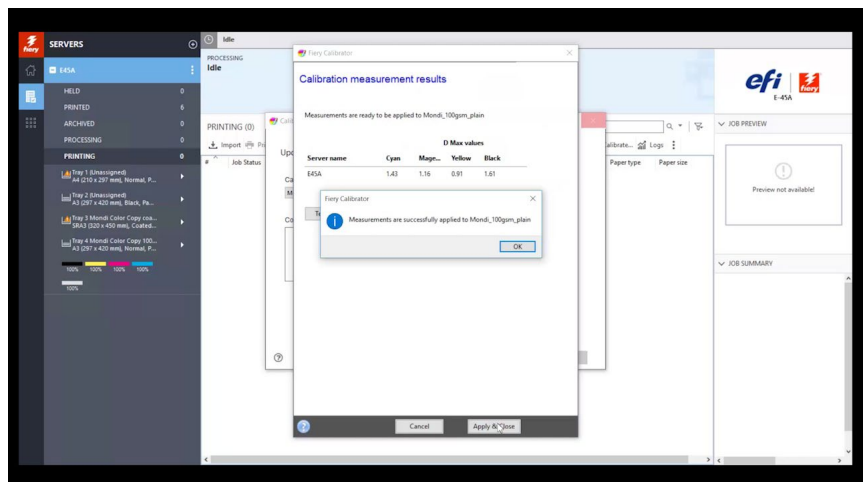 fiery
SERVERS
E45A
HELD 0
PRINTED 6
ARCHIVED 0
PROCESSING 0
PRINTING 0
Tray 1 (Unassigned)
A4 (210 x 297 mm), Normal, P...
Tray 2 (Unassigned)
A3 (297 x 420 mm), Black, Pa...
Tray 3 Mondi Color Copy coa...
SRA3 (320 x 450 mm), Coated...
Tray 4 Mondi Color Copy 100...
A3 (297 x 420 mm), Normal, P...
100% 100% 100% 100%
100%
Idle
PROCESSING
Idle
PRINTING (0)
Import
# Job Status
Fiery Calibrator
Calibration measurement results
Measurements are ready to be applied to Mondi_100gsm_plain
D Max values
Server name Cyan Mage... Yellow Black
E45A 1.43 1.16 0.91 1.61
Fiery Calibrator
Measurements are successfully applied to Mondi_100gsm_plain
OK
Cancel
Apply & Close
alibrate... Logs
Paper type Paper size
efi fiery
E-45A
JOB PREVIEW
Preview not available!
JOB SUMMARY